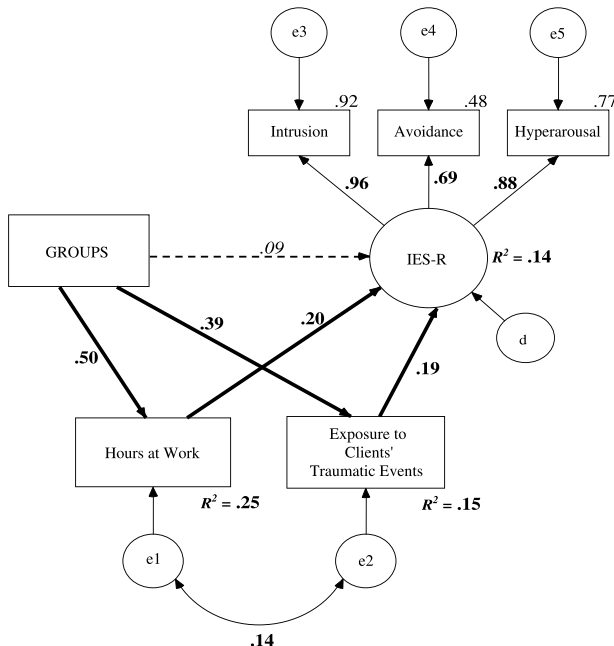 e3
e4
e5
.92
.48
.77
Intrusion
Avoidance
Hyperarousal
.96
.69
.88
GROUPS
.09
IES-R
R² = .14
.50
.39
.20
.19
d
Hours at Work
Exposure to
Clients'
Traumatic Events
R² = .25
R² = .15
e1
e2
.14